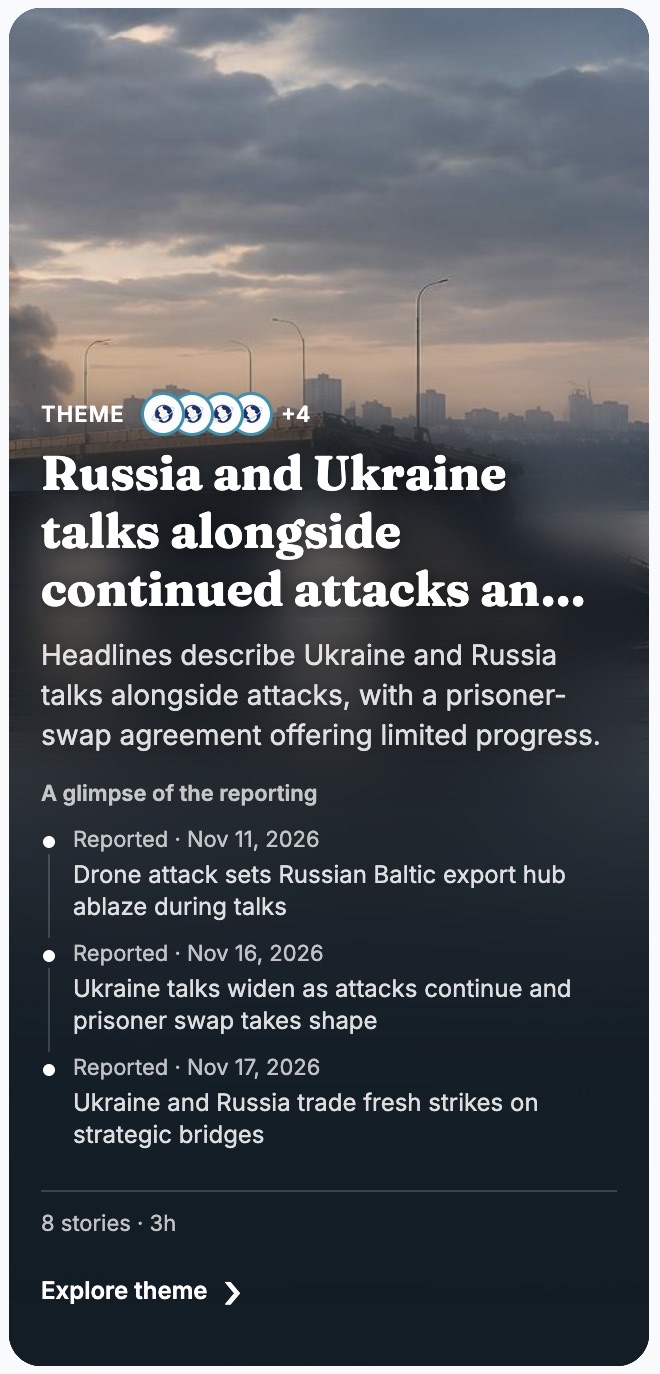 THEME +4
Russia and Ukraine
talks alongside
continued attacks an...
Headlines describe Ukraine and Russia
talks alongside attacks, with a prisoner-
swap agreement offering limited progress.
A glimpse of the reporting
Reported · Nov 11, 2026
Drone attack sets Russian Baltic export hub
ablaze during talks
Reported · Nov 16, 2026
Ukraine talks widen as attacks continue and
prisoner swap takes shape
Reported · Nov 17, 2026
Ukraine and Russia trade fresh strikes on
strategic bridges
8 stories · 3h
Explore theme ❯